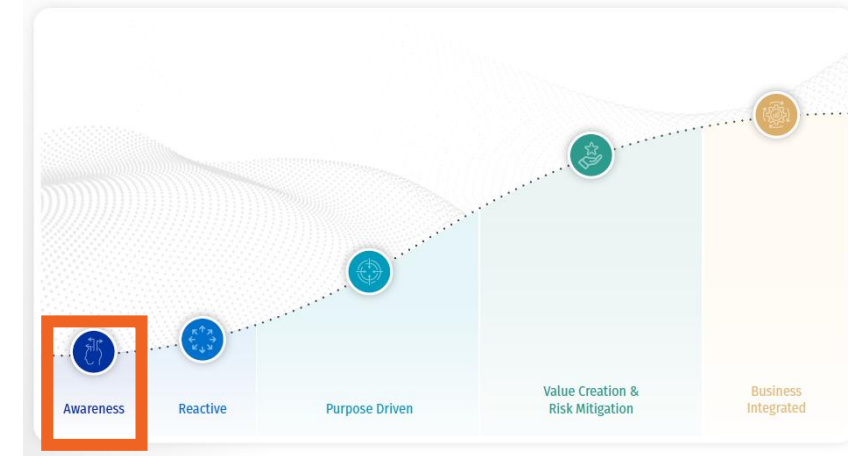 Awareness
Reactive
Purpose Driven
Value Creation &
Risk Mitigation
Business
Integrated